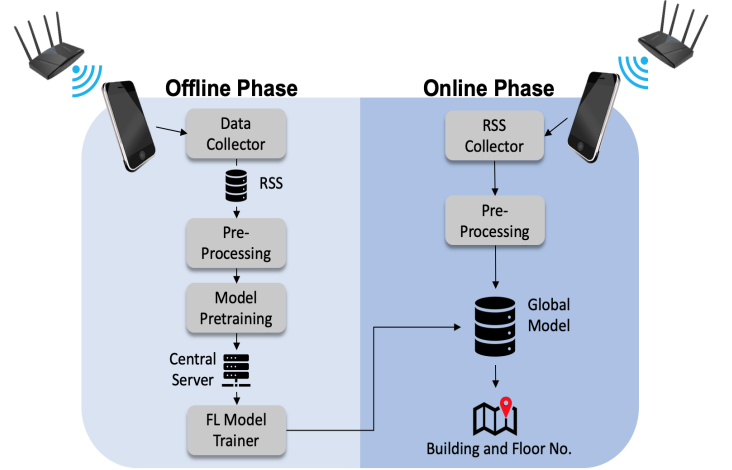 Offline Phase
Online Phase
Data
Collector
RSS
Pre-
Processing
Model
Pretraining
Central
Server
FL Model
Trainer
RSS
Collector
Pre-
Processing
Global
Model
Building and Floor No.